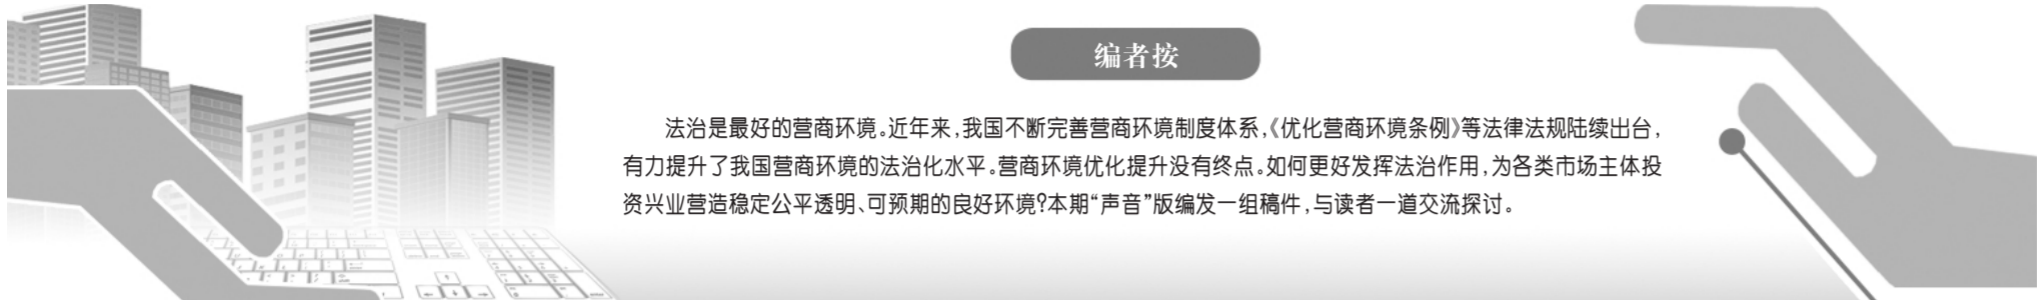 编者按
法治是最好的营商环境。近年来，我国不断完善营商环境制度体系，《优化营商环境条例》等法律法规陆续出台，
有力提升了我国营商环境的法治化水平。营商环境优化提升没有终点。如何更好发挥法治作用，为各类市场主体投
资兴业营造稳定公平透明、可预期的良好环境？本期“声音”版编发一组稿件，与读者一道交流探讨。